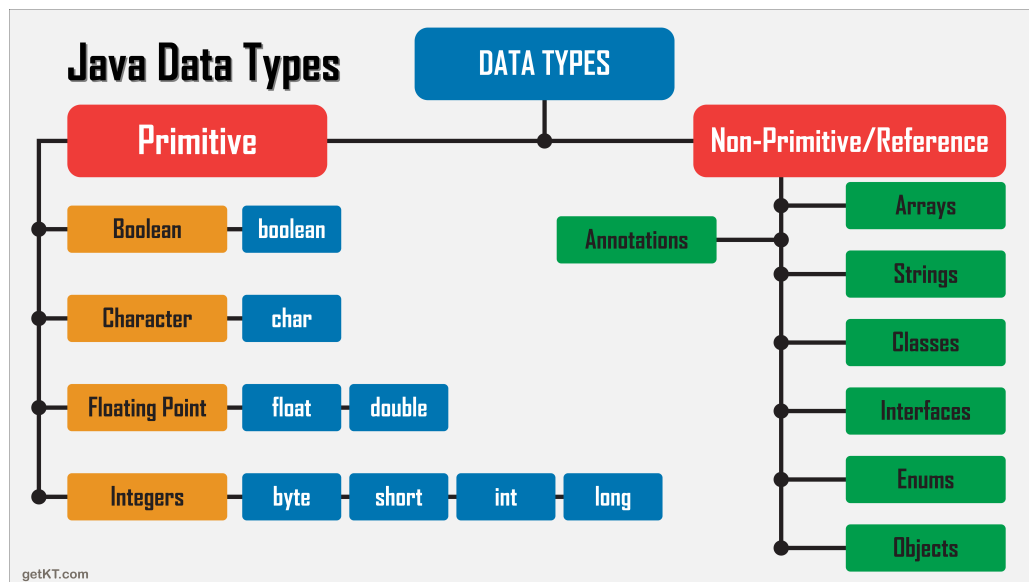 Java Data Types
DATA TYPES
Primitive
Non-Primitive/Reference
Boolean
boolean
Character
char
Floating Point
float
double
Integers
byte
short
int
long
Annotations
Arrays
Strings
Classes
Interfaces
Enums
Objects
getKT.com